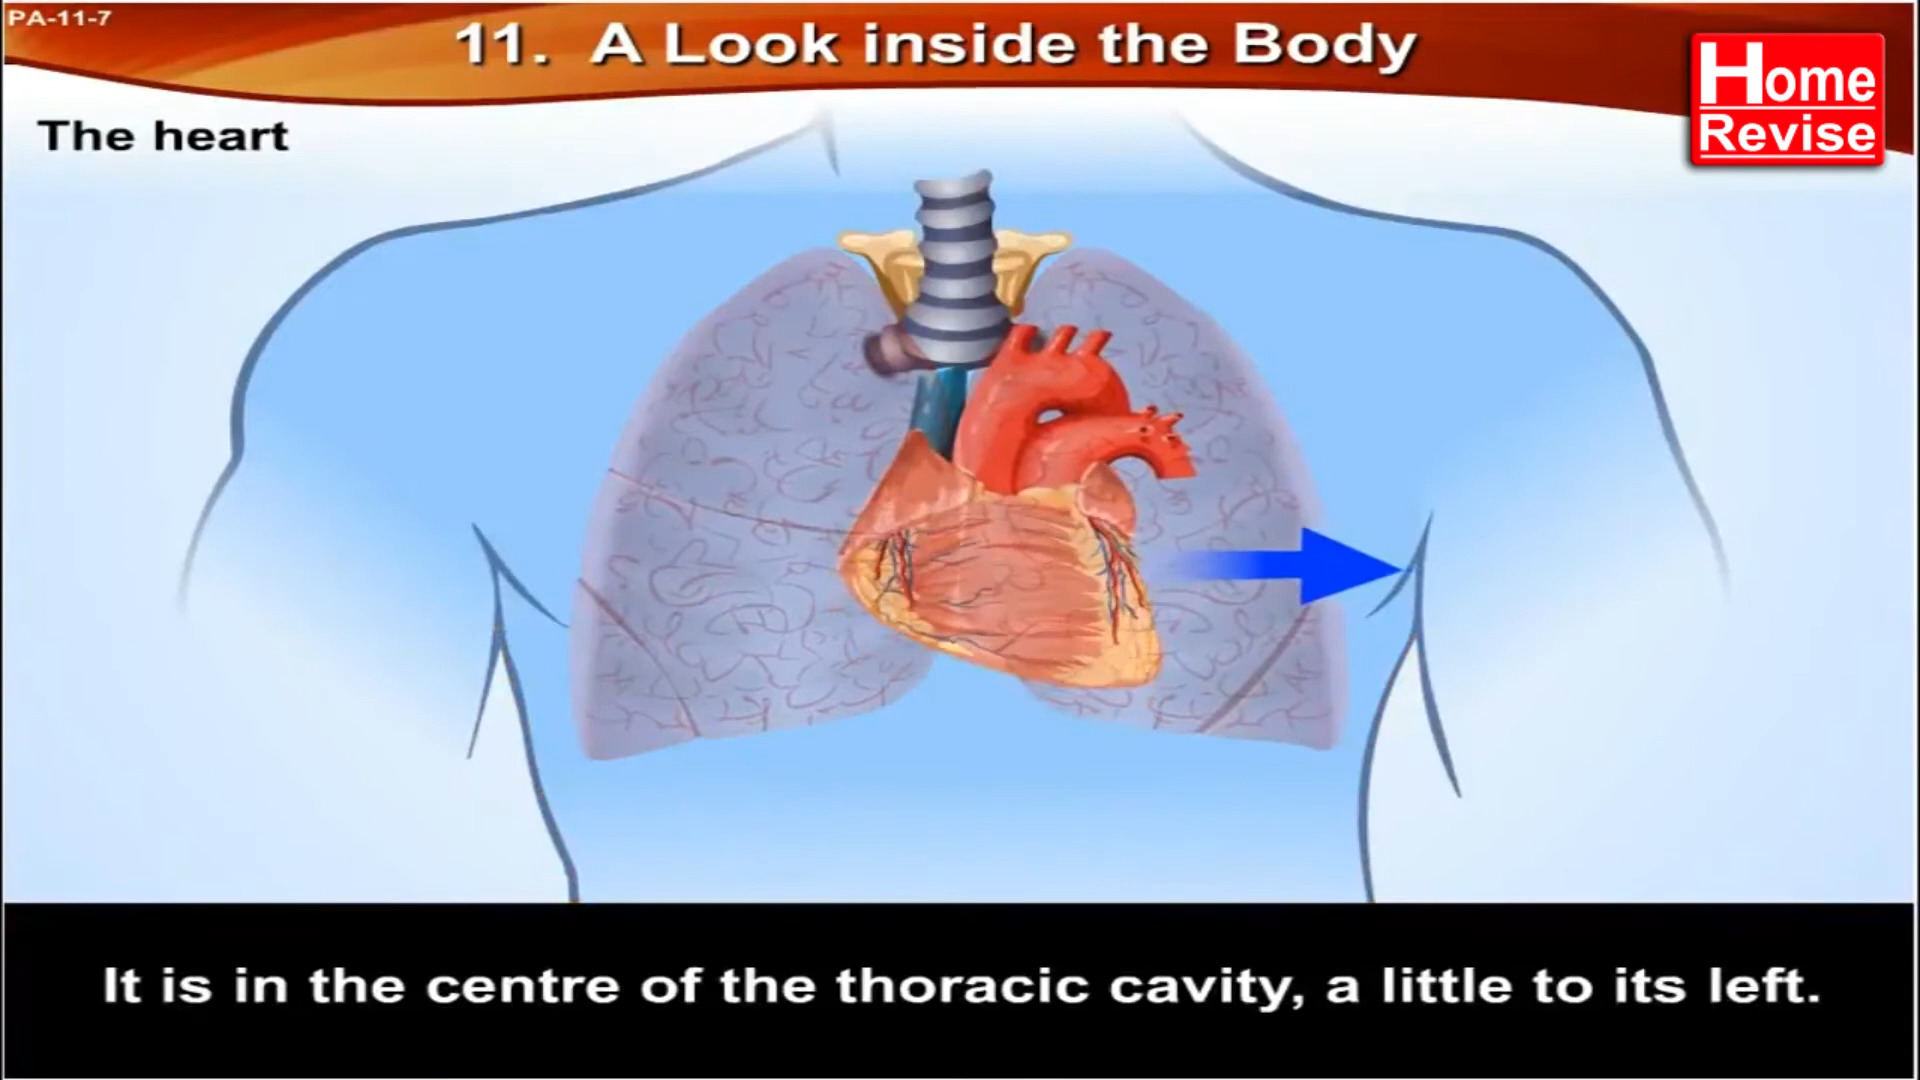 PA-11-7
11. A Look inside the Body
Home
Revise
The heart
It is in the centre of the thoracic cavity, a little to its left.